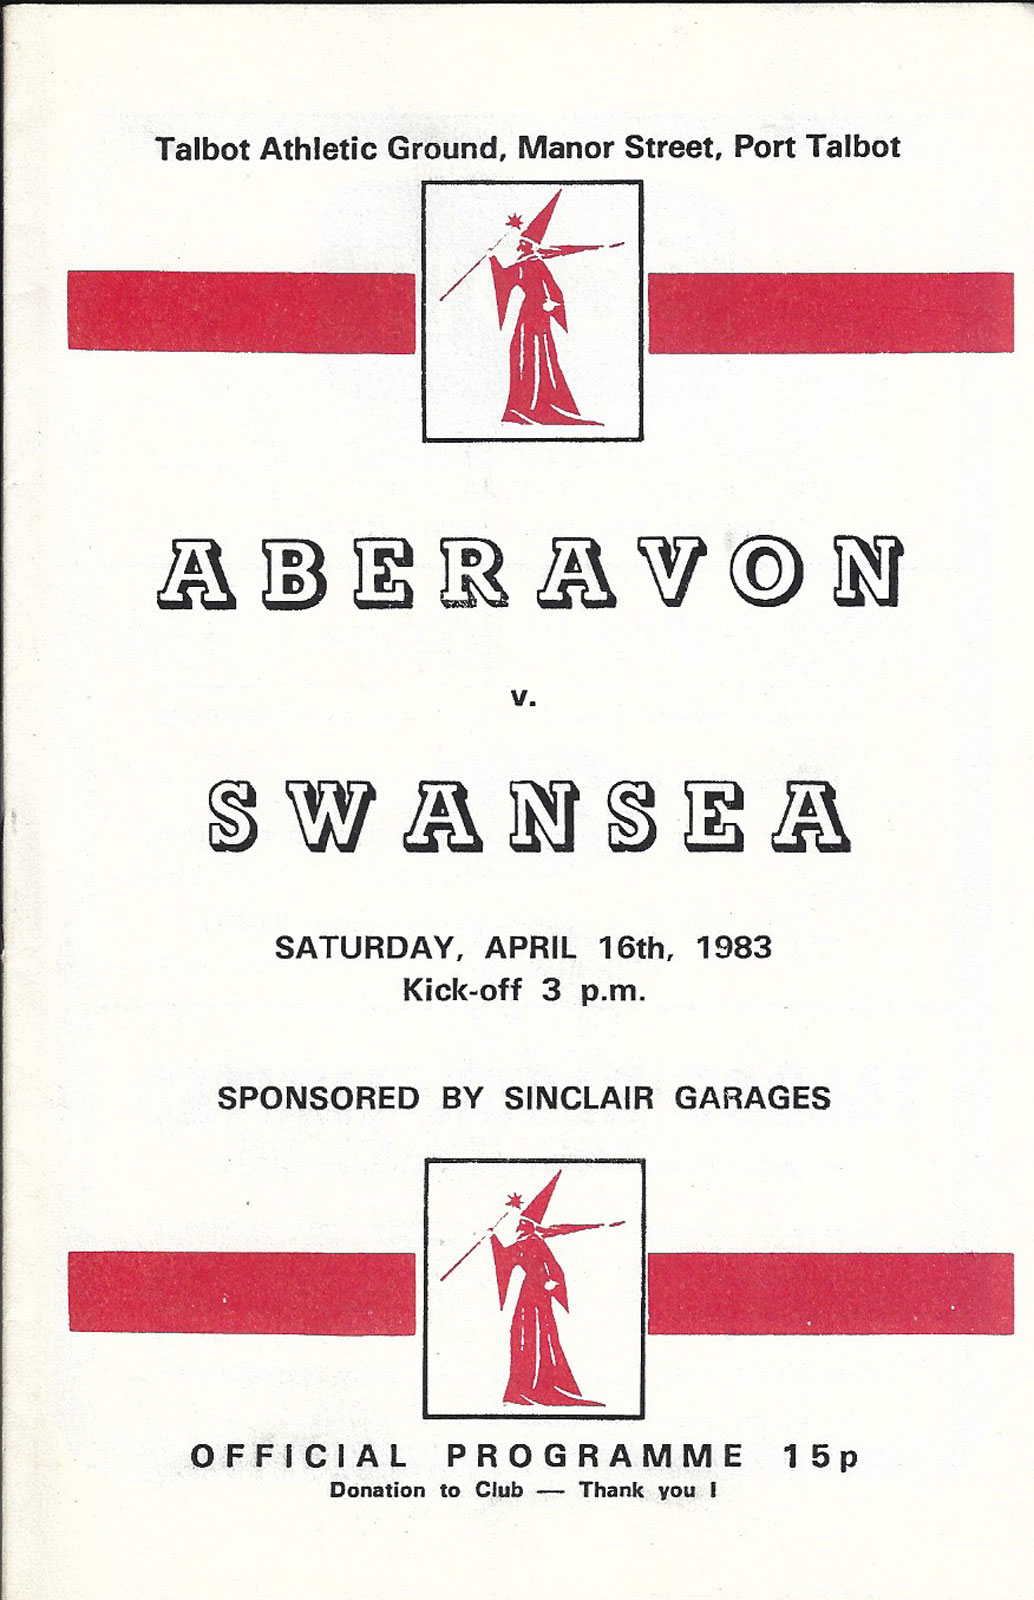 Talbot Athletic Ground, Manor Street, Port Talbot
ABERAVON
v.
SWANSEA
SATURDAY, APRIL 16th, 1983
Kick-off 3 p.m.
SPONSORED BY SINCLAIR GARAGES
OFFICIAL PROGRAMME 15p
Donation to Club — Thank you !